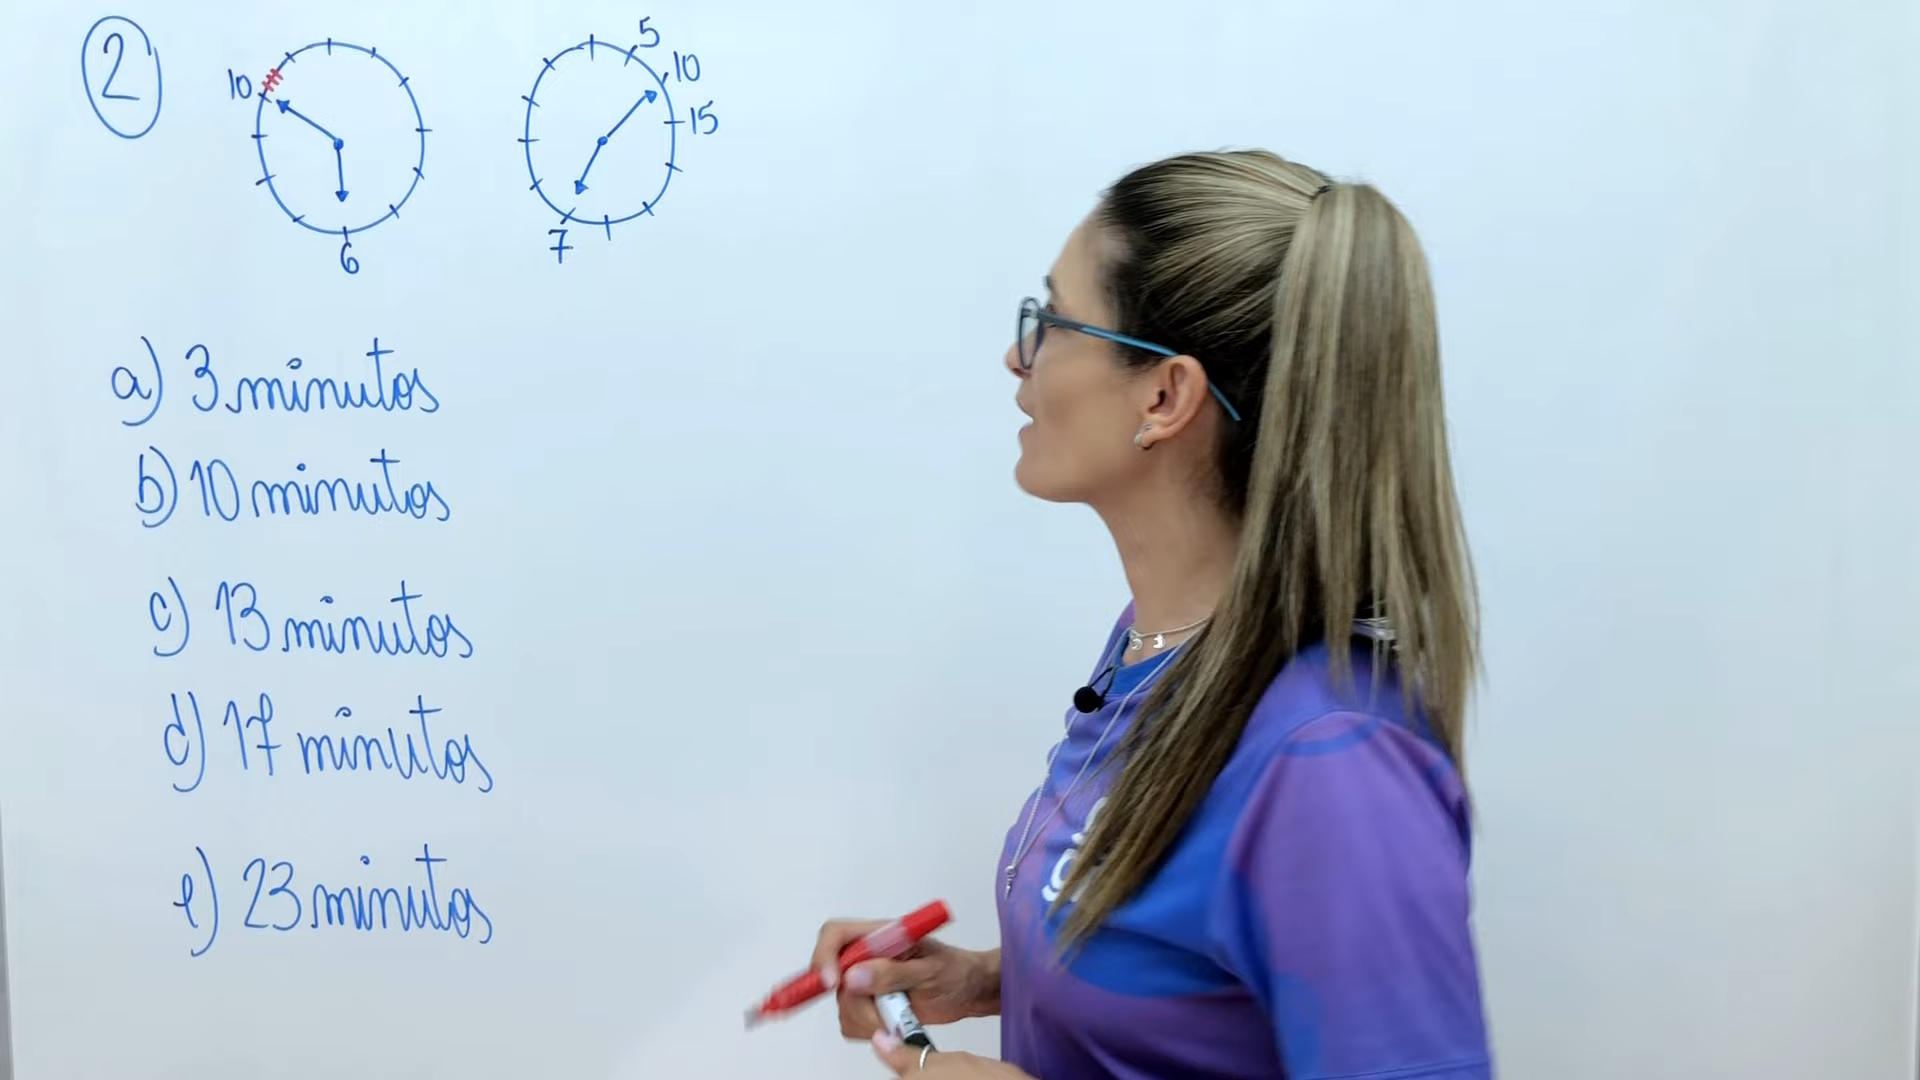 2
10
6
5
10
15
7
a) 3 minutos
b) 10 minutos
c) 13 minutos
d) 17 minutos
e) 23 minutos